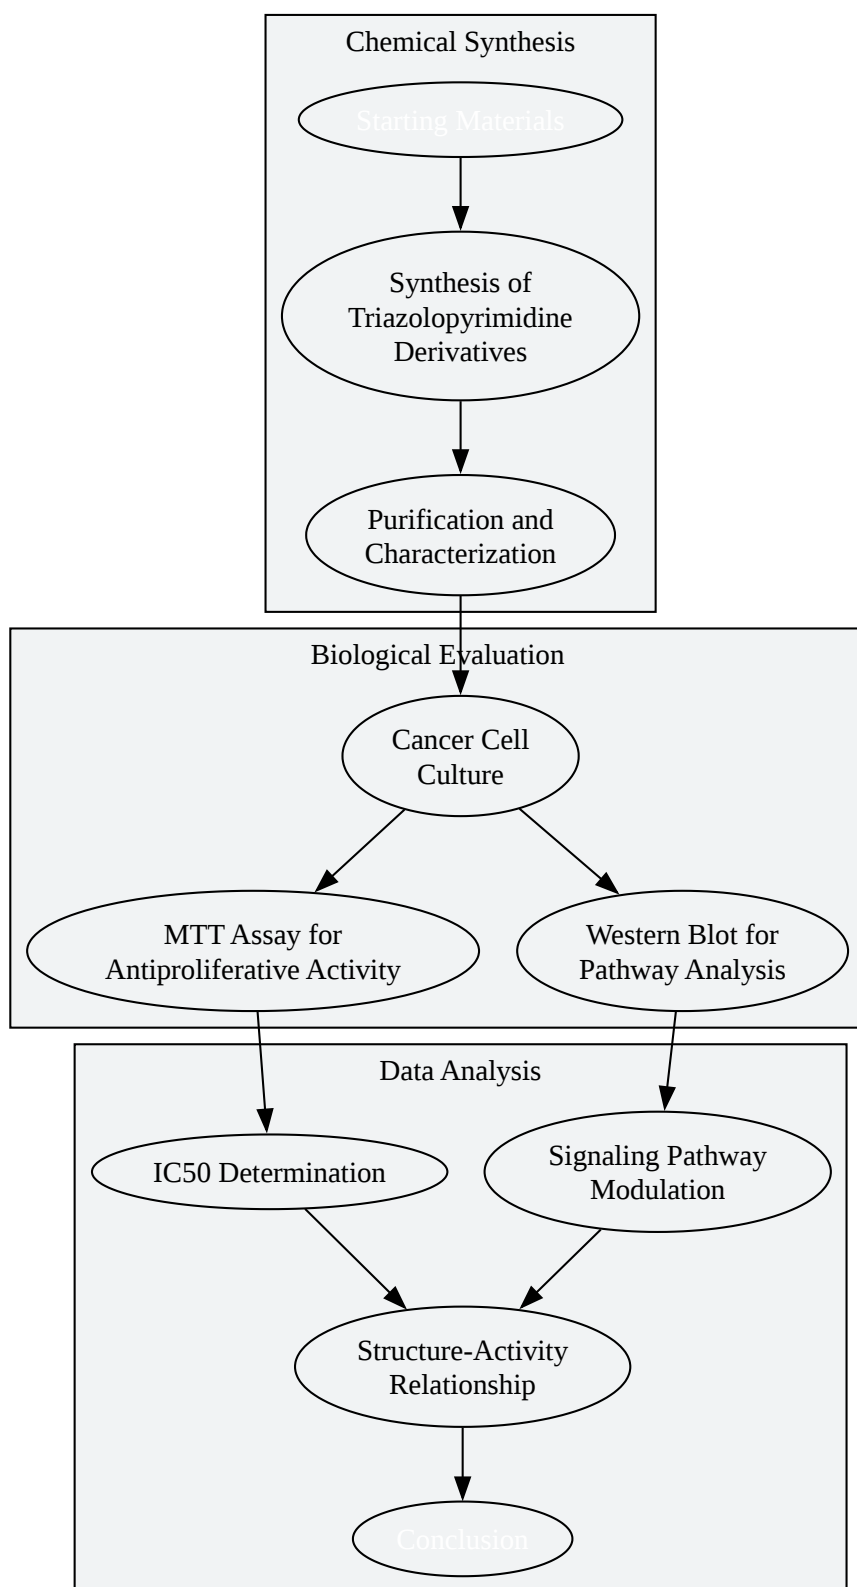 Chemical Synthesis
Starting Materials
Synthesis of
Triazolopyrimidine
Derivatives
Purification and
Characterization
Biological Evaluation
Cancer Cell
Culture
MTT Assay for
Antiproliferative Activity
Western Blot for
Pathway Analysis
Data Analysis
IC50 Determination
Signaling Pathway
Modulation
Structure-Activity
Relationship
Conclusion